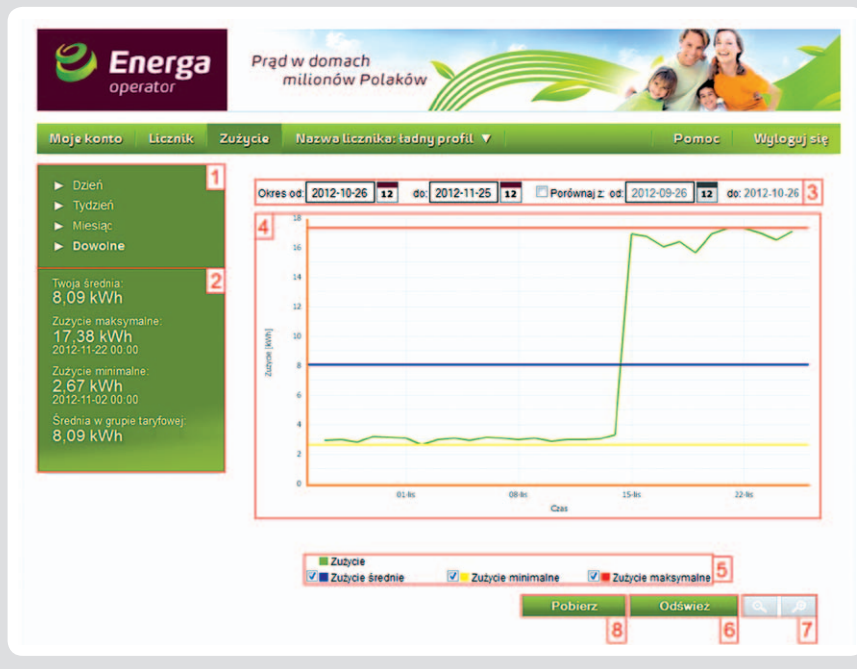 Energa
operator
Prąd w domach
milionów Polaków
Moje konto Licznik Zużycie Nazwa licznika: ładny profil ▼ Pomoc Wyloguj się
► Dzień
► Tydzień
► Miesiąc
► Dowolne
1
Twoja średnia:
8,09 kWh
Zużycie maksymalne:
17,38 kWh
2012-11-22 00:00
Zużycie minimalne:
2,67 kWh
2012-11-02 00:00
Średnia w grupie taryfowej:
8,09 kWh
2
Okres od: 2012-10-26 12 do: 2012-11-25 12 Porównaj z: od: 2012-09-26 12 do: 2012-10-26
3
4
18
16
14
12
10
8
6
4
2
0
Zużycie [kWh]
01-lis 08-lis 15-lis 22-lis
Czas
Zużycie
Zużycie średnie Zużycie minimalne Zużycie maksymalne
5
Pobierz Odśwież
8 6 7